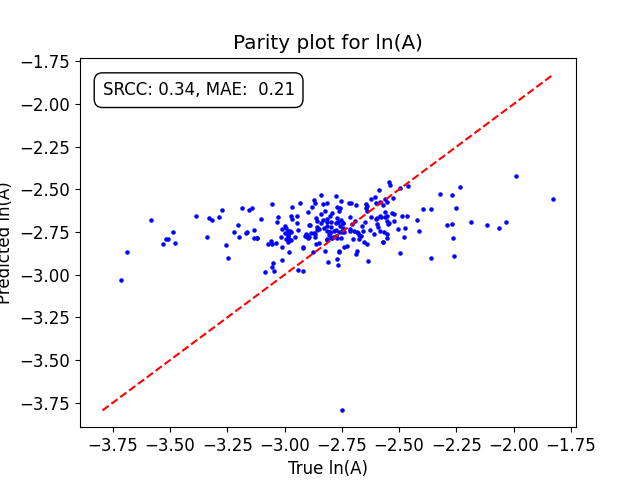 Parity plot for ln(A)
SRCC: 0.34, MAE:  0.21
−1.75
−2.00
−2.25
−2.50
−2.75
−3.00
−3.25
−3.50
−3.75
Predicted ln(A)
−3.75 −3.50 −3.25 −3.00 −2.75 −2.50 −2.25 −2.00 −1.75
True ln(A)